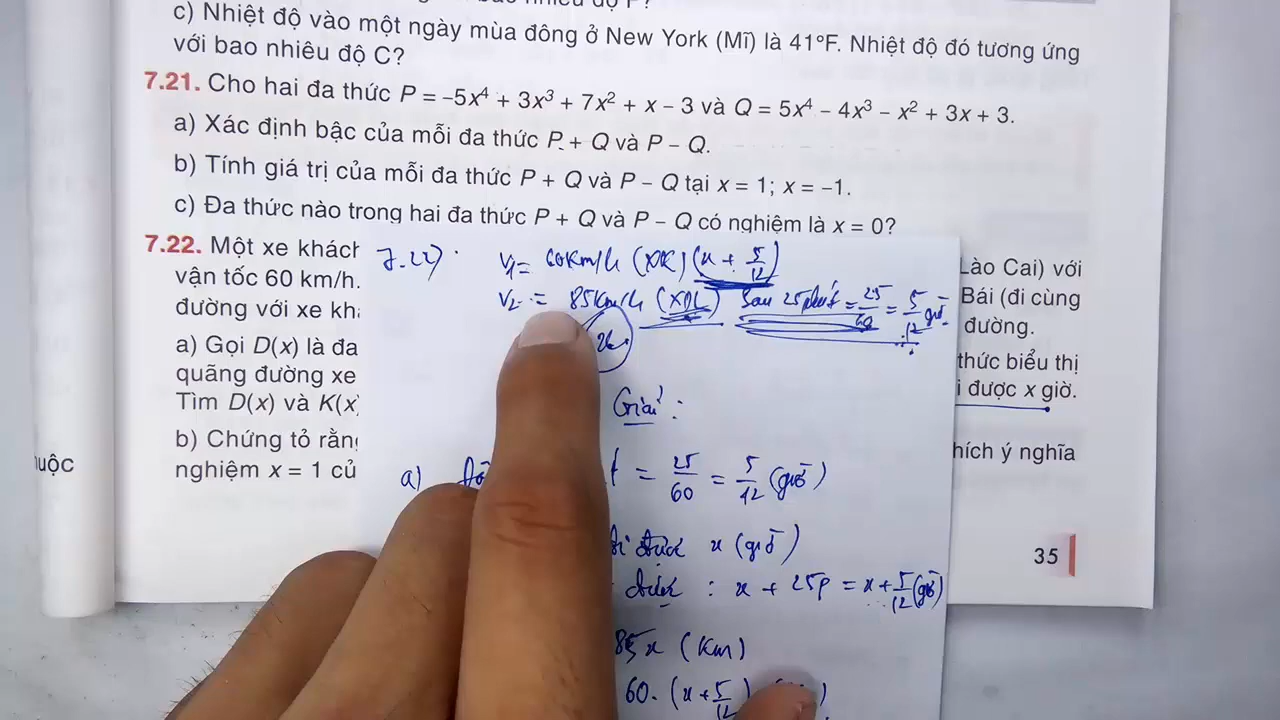 c) Nhiệt độ vào một ngày mùa đông ở New York (Mĩ) là 41°F. Nhiệt độ đó tương ứng
với bao nhiêu độ C?
7.21. Cho hai đa thức P = –5x⁴ + 3x³ + 7x² + x – 3 và Q = 5x⁴ – 4x³ – x² + 3x + 3.
a) Xác định bậc của mỗi đa thức P + Q và P – Q.
b) Tính giá trị của mỗi đa thức P + Q và P – Q tại x = 1; x = –1.
c) Đa thức nào trong hai đa thức P + Q và P – Q có nghiệm là x = 0?
7.22. Một xe khách
Lào Cai) với
vận tốc 60 km/h.
Bái (đi cùng
đường với xe
đường.
a) Gọi D(x) là đa
thức biểu thị
quãng đường xe
được x giờ.
Tìm D(x) và K(x
b) Chứng tỏ rằng
hích ý nghĩa
nghiệm x = 1
uộc
35
7.22)
V₁ = 60km/h (XK) (x + 5/12)
V₂ = 85km/h (XDL) Sau 25 phút = 25/60 = 5/12 giờ
Giải:
a)
= 25/60 = 5/12 (giờ)
đi được x (giờ)
được : x + 25p = x + 5/12 (giờ)
85x (km)
60. (x + 5/12)